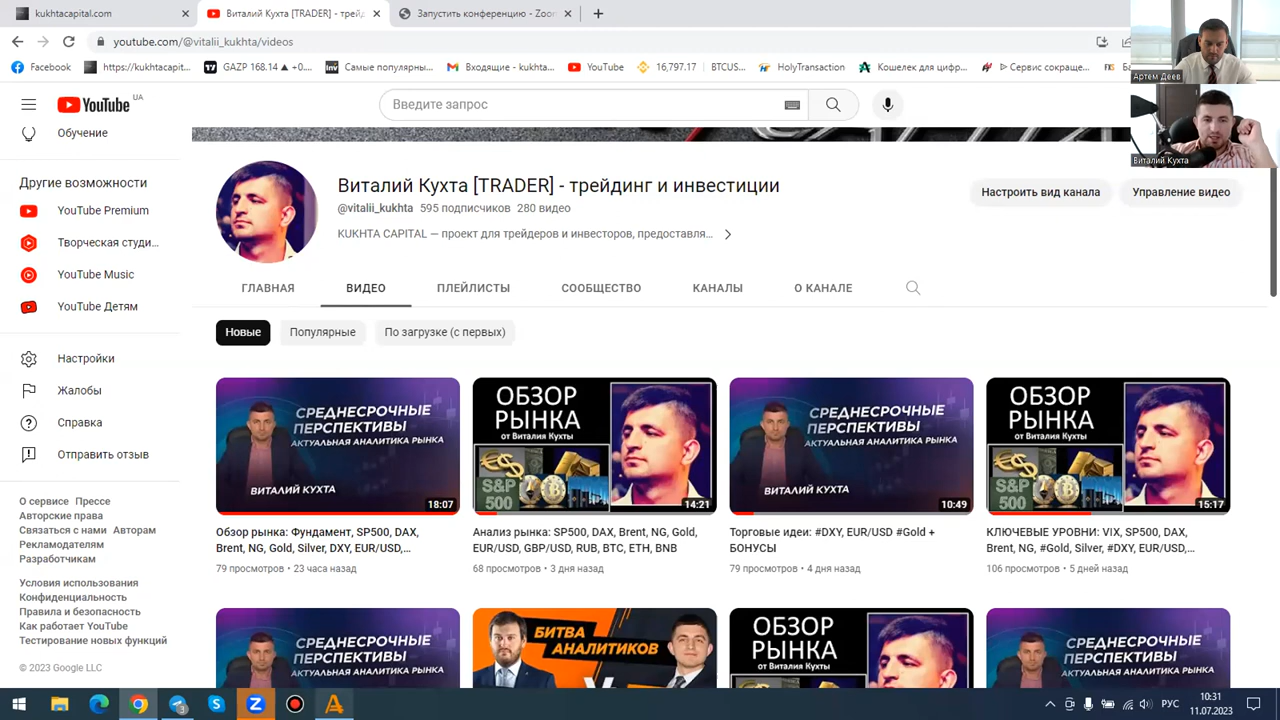 kukhtacapital.com
Виталий Кухта [TRADER] - трейд
Запустить конференцию - Zoom
youtube.com/@vitalii_kukhta/videos
Facebook
https://kukhtacapit...
GAZP 168.14 ▲ +0....
Самые популярны...
Входящие - kukhta...
YouTube
16,797.17 | BTCUS...
HolyTransaction
Кошелек для цифр...
▷ Сервис сокраще...
Артем Деев
Виталий Кухта
YouTube UA
Введите запрос
Обучение
Другие возможности
YouTube Premium
Творческая студи...
YouTube Music
YouTube Детям
Настройки
Жалобы
Справка
Отправить отзыв
О сервисе Прессе
Авторские права
Связаться с нами Авторам
Рекламодателям
Разработчикам
Условия использования
Конфиденциальность
Правила и безопасность
Как работает YouTube
Тестирование новых функций
© 2023 Google LLC
Виталий Кухта [TRADER] - трейдинг и инвестиции
@vitalii_kukhta 595 подписчиков 280 видео
KUKHTA CAPITAL — проект для трейдеров и инвесторов, предоставля...
Настроить вид канала
Управление видео
ГЛАВНАЯ
ВИДЕО
ПЛЕЙЛИСТЫ
СООБЩЕСТВО
КАНАЛЫ
О КАНАЛЕ
Новые
Популярные
По загрузке (с первых)
СРЕДНЕСРОЧНЫЕ
ПЕРСПЕКТИВЫ
АКТУАЛЬНАЯ АНАЛИТИКА РЫНКА
ВИТАЛИЙ КУХТА
18:07
Обзор рынка: Фундамент, SP500, DAX,
Brent, NG, Gold, Silver, DXY, EUR/USD,...
79 просмотров • 23 часа назад
ОБЗОР
РЫНКА
от Виталия Кухты
S&P
500
14:21
Анализ рынка: SP500, DAX, Brent, NG, Gold,
EUR/USD, GBP/USD, RUB, BTC, ETH, BNB
68 просмотров • 3 дня назад
СРЕДНЕСРОЧНЫЕ
ПЕРСПЕКТИВЫ
АКТУАЛЬНАЯ АНАЛИТИКА РЫНКА
ВИТАЛИЙ КУХТА
10:49
Торговые идеи: #DXY, EUR/USD #Gold +
БОНУСЫ
79 просмотров • 4 дня назад
ОБЗОР
РЫНКА
от Виталия Кухты
S&P
500
15:17
КЛЮЧЕВЫЕ УРОВНИ: VIX, SP500, DAX,
Brent, NG, #Gold, Silver, #DXY, EUR/USD,...
106 просмотров • 5 дней назад
СРЕДНЕСРОЧНЫЕ
ПЕРСПЕКТИВЫ
АКТУАЛЬНАЯ АНАЛИТИКА РЫНКА
БИТВА
АНАЛИТИКОВ
ОБЗОР
РЫНКА
от Виталия Кухты
СРЕДНЕСРОЧНЫЕ
ПЕРСПЕКТИВЫ
АКТУАЛЬНАЯ АНАЛИТИКА РЫНКА
РУС
10:31
11.07.2023